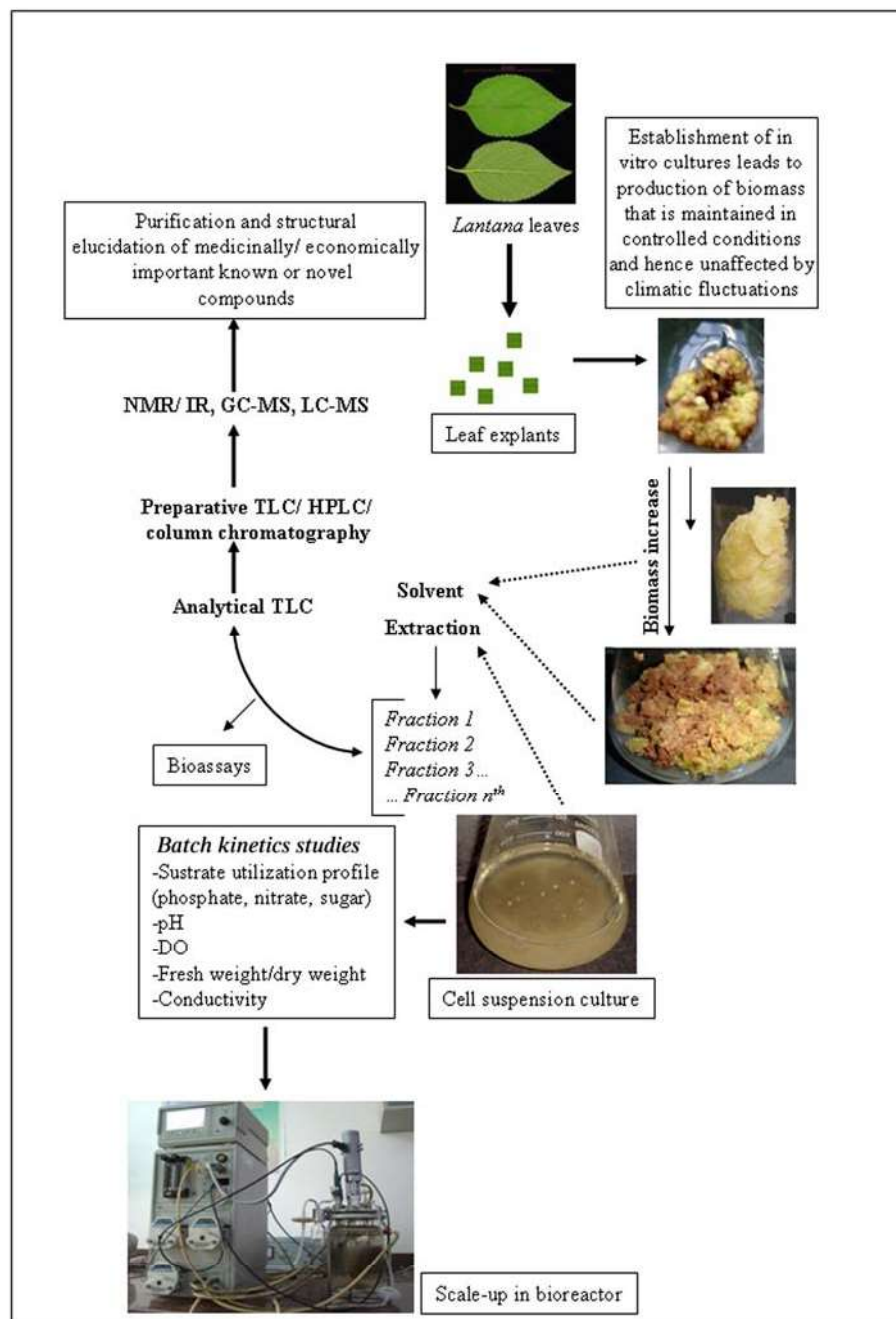 Lantana leaves
Establishment of in
vitro cultures leads to
production of biomass
that is maintained in
controlled conditions
and hence unaffected by
climatic fluctuations
Purification and structural
elucidation of medicinally/ economically
important known or novel
compounds
NMR/ IR, GC-MS, LC-MS
Leaf explants
Preparative TLC/ HPLC/
column chromatography
Biomass increase
Analytical TLC
Solvent
Extraction
Fraction 1
Fraction 2
Fraction 3...
... Fraction nth
Bioassays
Batch kinetics studies
-Sustrate utilization profile
(phosphate, nitrate, sugar)
-pH
-DO
-Fresh weight/dry weight
-Conductivity
Cell suspension culture
Scale-up in bioreactor